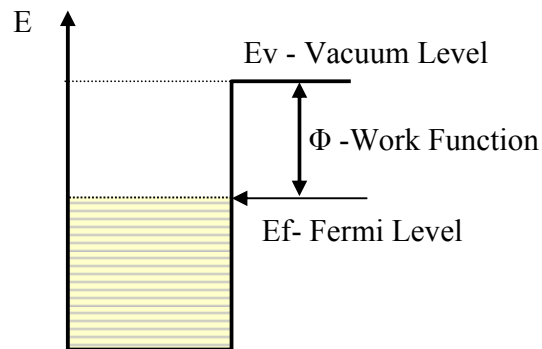 E
Ev - Vacuum Level
Φ -Work Function
Ef- Fermi Level